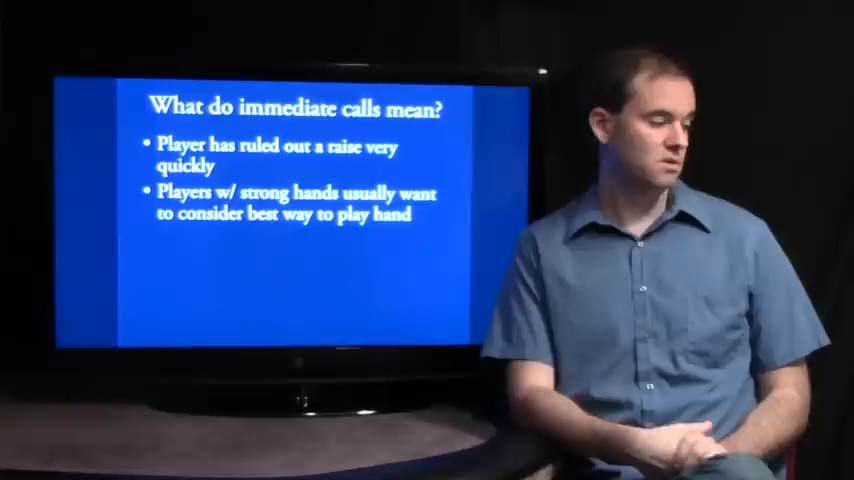 What do immediate calls mean?
• Player has ruled out a raise very
quickly
• Players w/ strong hands usually want
to consider best way to play hand